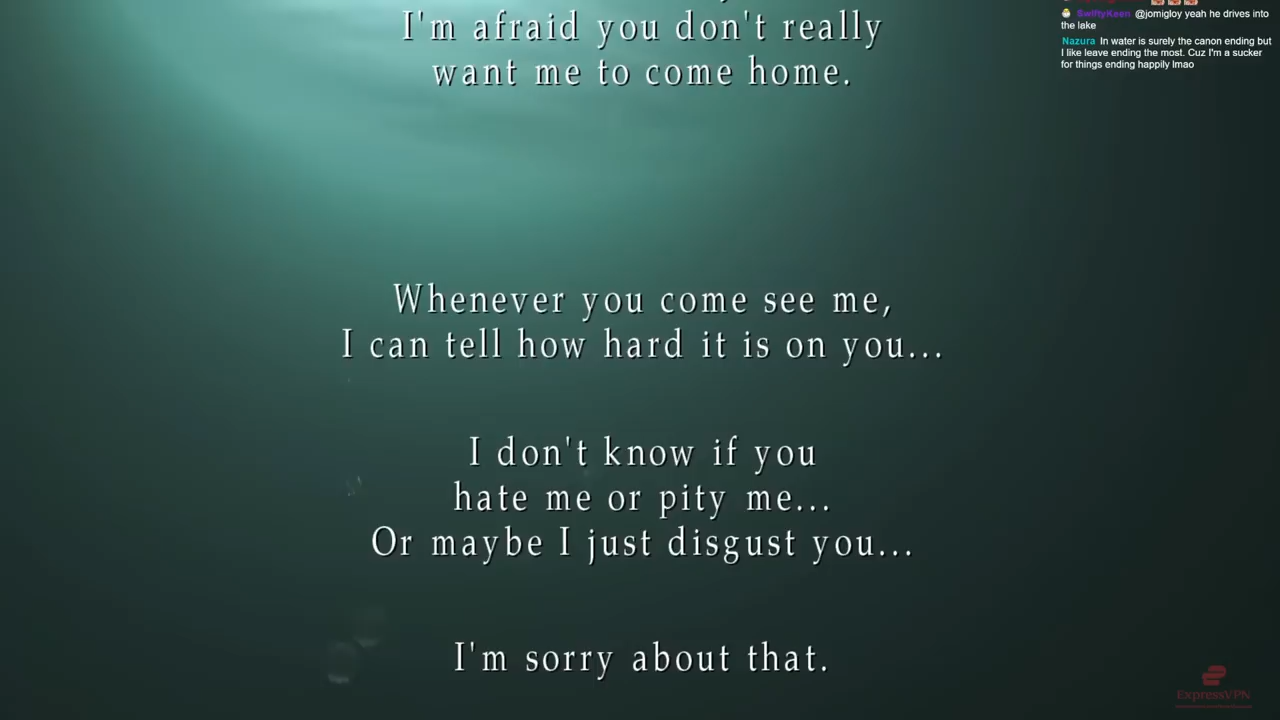 I'm afraid you don't really
want me to come home.
Whenever you come see me,
I can tell how hard it is on you...
I don't know if you
hate me or pity me...
Or maybe I just disgust you...
I'm sorry about that.
SwiftyKeen @jomigloy yeah he drives into
the lake
Nazura In water is surely the canon ending but
I like leave ending the most. Cuz I'm a sucker
for things ending happily lmao
ExpressVPN